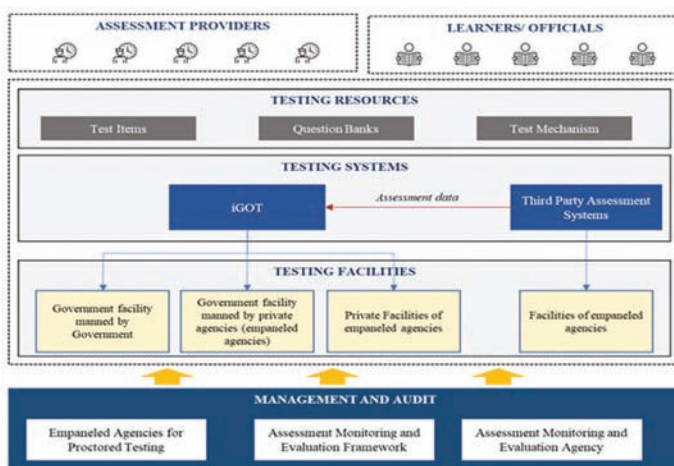 ASSESSMENT PROVIDERS
LEARNERS/ OFFICIALS
TESTING RESOURCES
Test Items
Question Banks
Test Mechanism
TESTING SYSTEMS
iGOT
Assessment data
Third Party Assessment
Systems
TESTING FACILITIES
Government facility
manned by
Government
Government facility
manned by private
agencies (empaneled
agencies)
Private Facilities of
empaneled agencies
Facilities of empaneled
agencies
MANAGEMENT AND AUDIT
Empaneled Agencies for
Proctored Testing
Assessment Monitoring and
Evaluation Framework
Assessment Monitoring and
Evaluation Agency